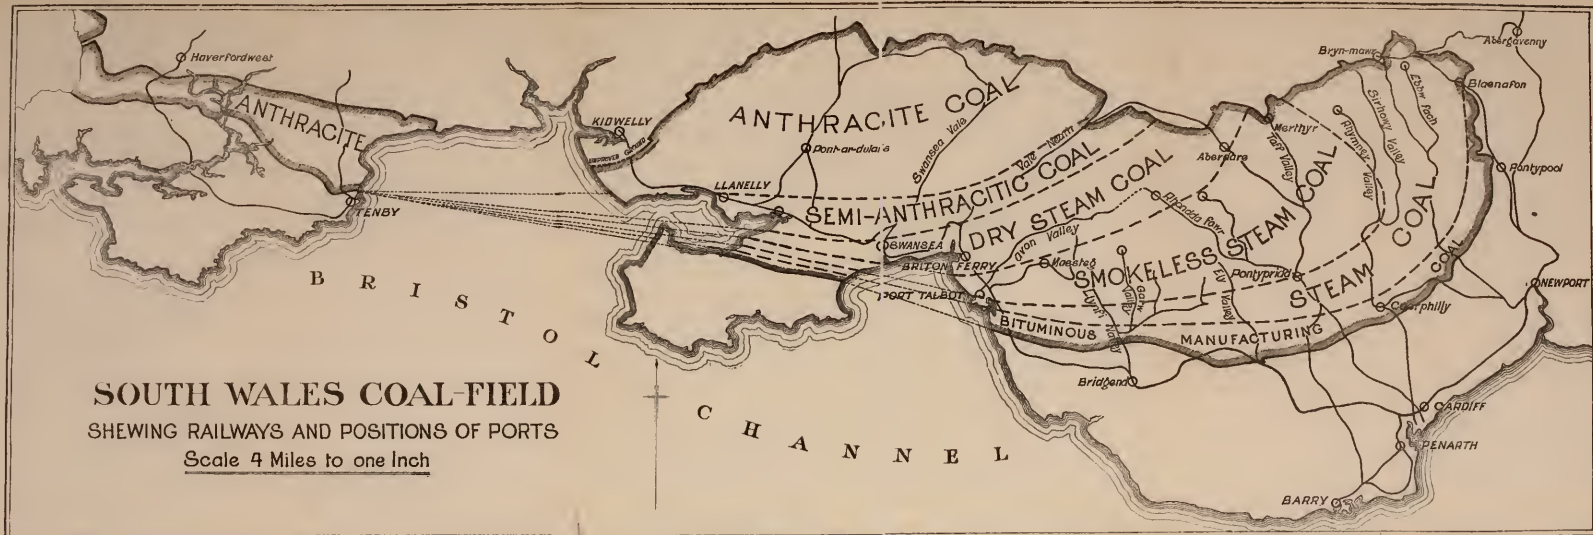 Haverfordwest
ANTHRACITE
TENBY
KIDWELLY
LLANELLY
ANTHRACITE COAL
Pont-ar-dulais
Swansea Vale
Vale Neath
SEMI-ANTHRACITIC COAL
SWANSEA
BRITON FERRY
PORT TALBOT
DRY STEAM COAL
Avon Valley
Maesteg
Rhondda Fawr
Aberdare
Merthyr
Taff Valley
Rhymney Valley
Sirhowy Valley
Ebbw Fach
Bryn-mawr
Abergavenny
Blaenafon
Pontypool
SMOKELESS STEAM COAL
Llynfi Valley
Garw Valley
Ely Valley
Pontypridd
STEAM COAL
Caerphilly
NEWPORT
BITUMINOUS MANUFACTURING COAL
Bridgend
CARDIFF
PENARTH
BARRY
BRISTOL CHANNEL
SOUTH WALES COAL-FIELD
SHEWING RAILWAYS AND POSITIONS OF PORTS
Scale 4 Miles to one Inch